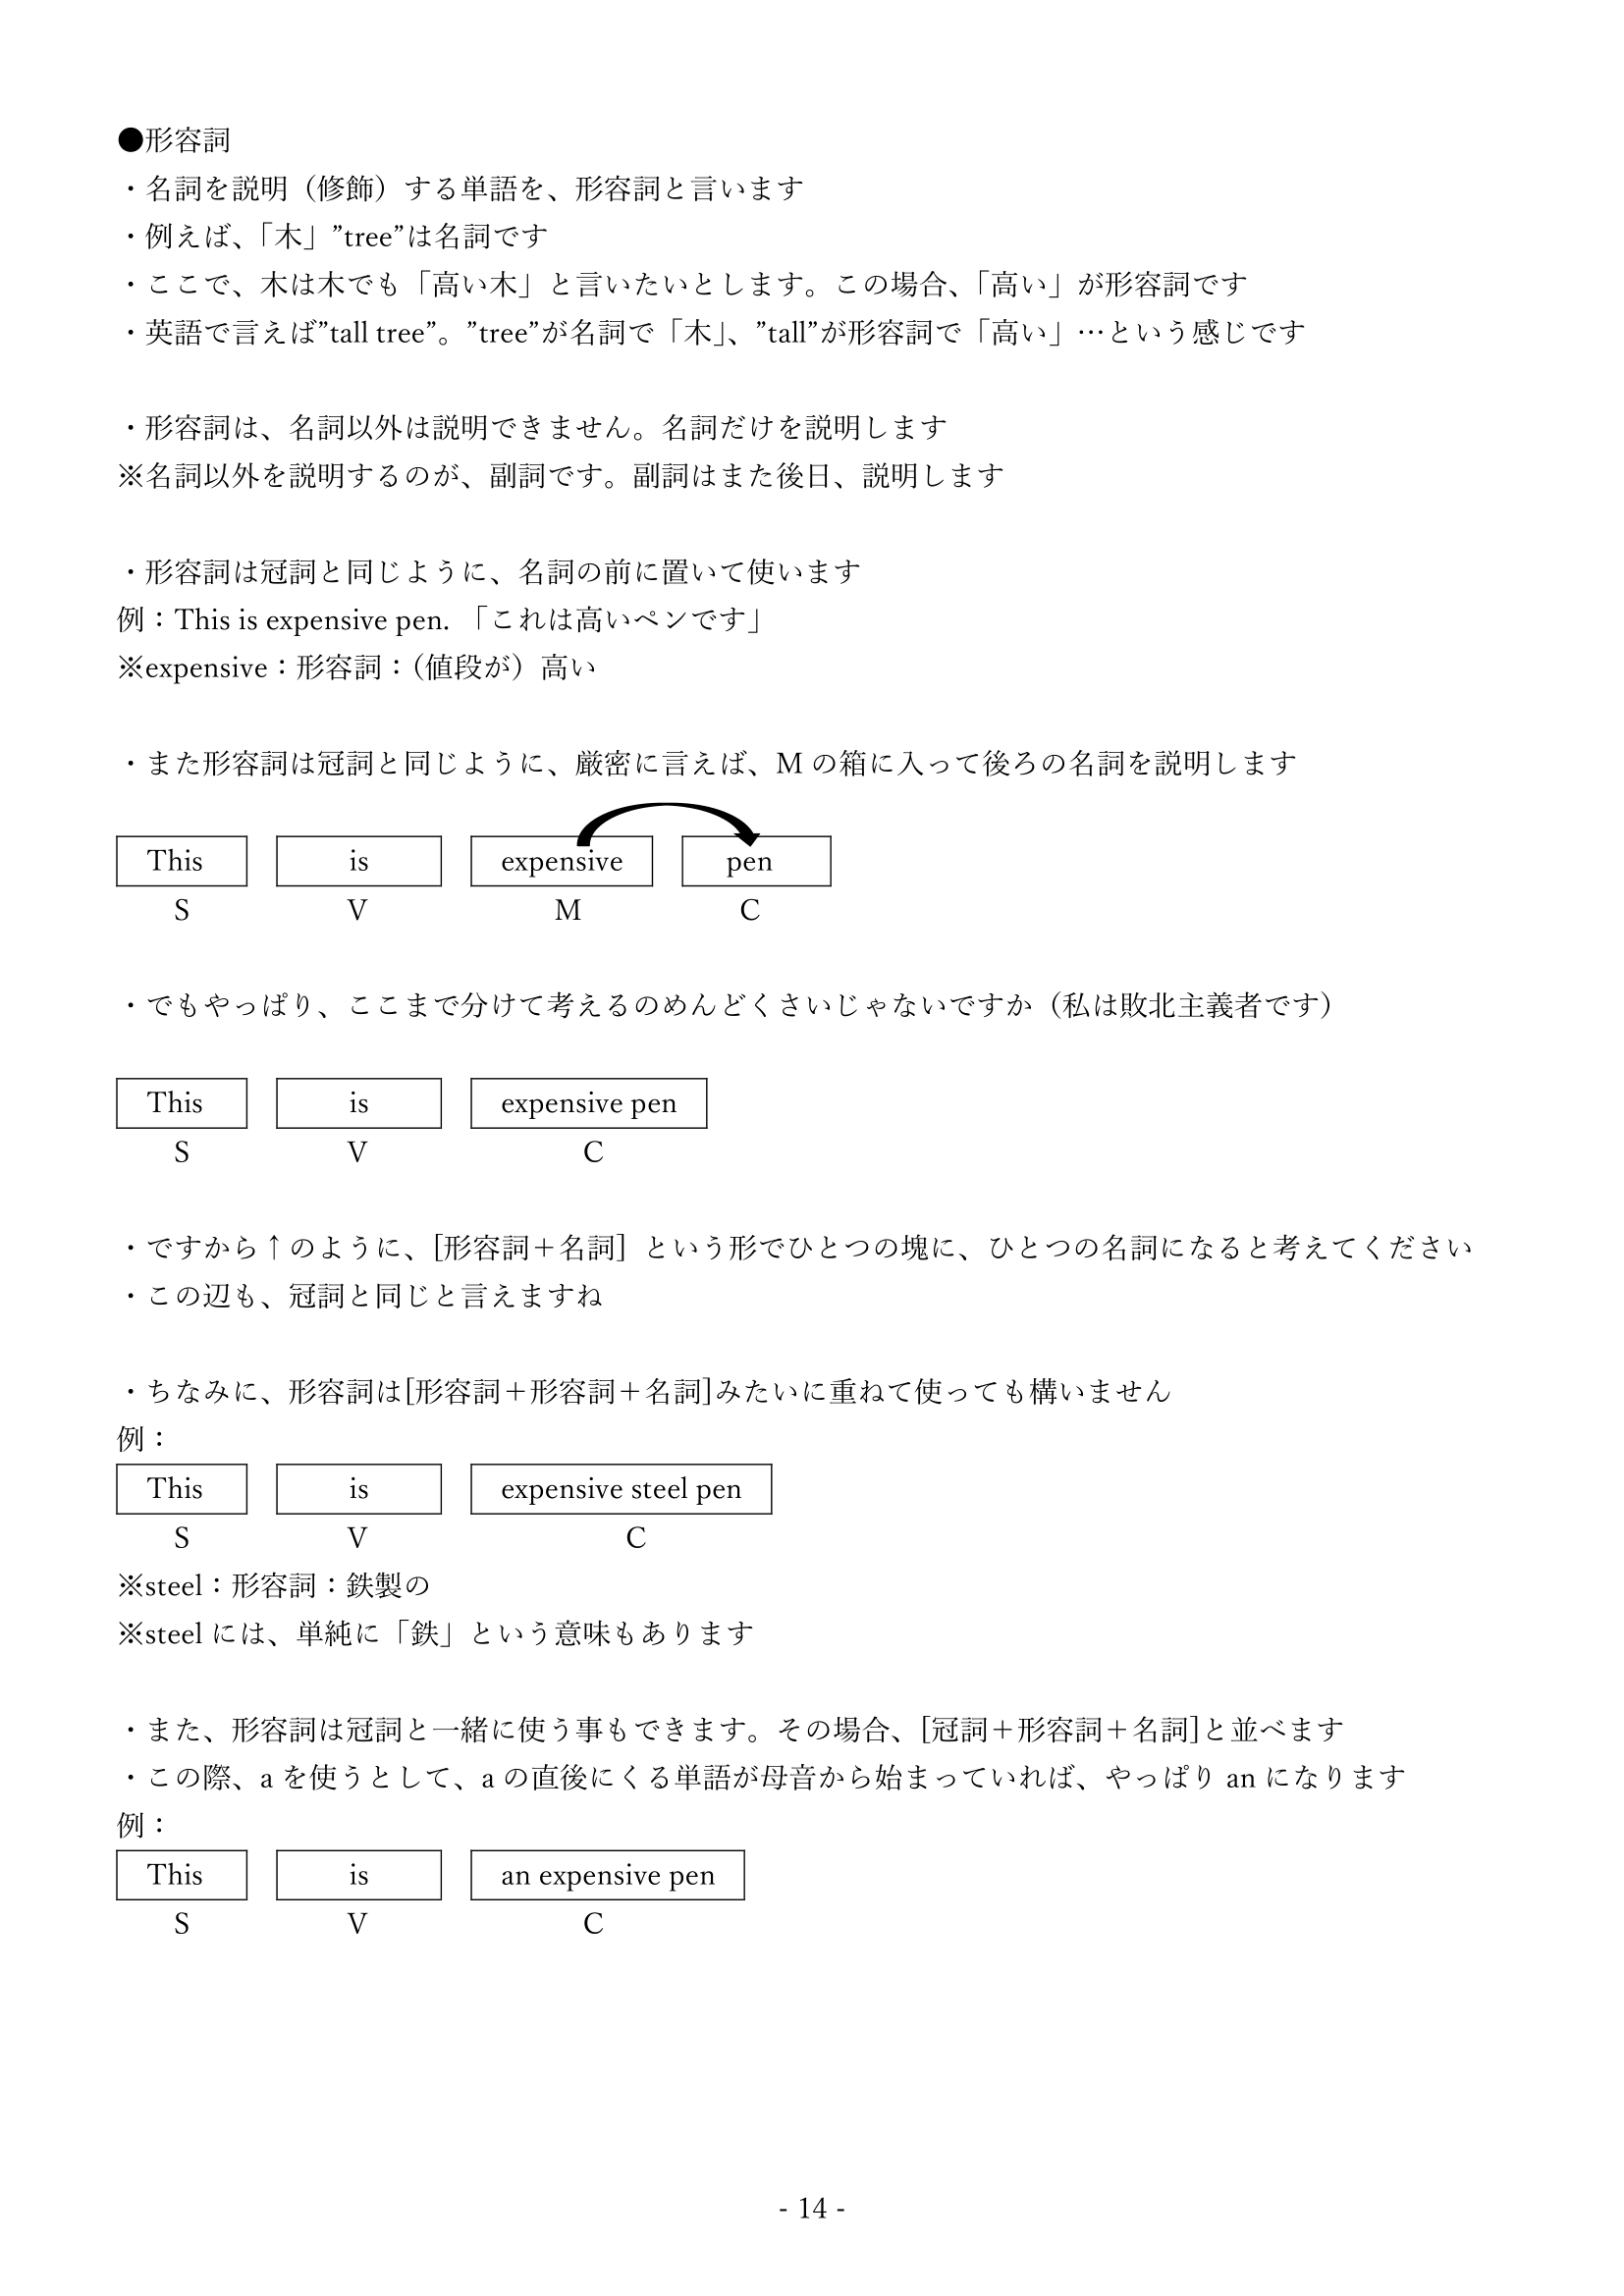 ●形容詞
・名詞を説明（修飾）する単語を、形容詞と言います
・例えば、「木」”tree”は名詞です
・ここで、木は木でも「高い木」と言いたいとします。この場合、「高い」が形容詞です
・英語で言えば”tall tree”。”tree”が名詞で「木」、”tall”が形容詞で「高い」…という感じです
・形容詞は、名詞以外は説明できません。名詞だけを説明します
※名詞以外を説明するのが、副詞です。副詞はまた後日、説明します
・形容詞は冠詞と同じように、名詞の前に置いて使います
例：This is expensive pen. 「これは高いペンです」
※expensive：形容詞：（値段が）高い
・また形容詞は冠詞と同じように、厳密に言えば、M の箱に入って後ろの名詞を説明します
This is expensive pen
S V M C
・でもやっぱり、ここまで分けて考えるのめんどくさいじゃないですか（私は敗北主義者です）
This is expensive pen
S V C
・ですから↑のように、［形容詞＋名詞］という形でひとつの塊に、ひとつの名詞になると考えてください
・この辺も、冠詞と同じと言えますね
・ちなみに、形容詞は[形容詞＋形容詞＋名詞]みたいに重ねて使っても構いません
例：
This is expensive steel pen
S V C
※steel：形容詞：鉄製の
※steel には、単純に「鉄」という意味もあります
・また、形容詞は冠詞と一緒に使う事もできます。その場合、[冠詞＋形容詞＋名詞]と並べます
・この際、a を使うとして、a の直後にくる単語が母音から始まっていれば、やっぱり an になります
例：
This is an expensive pen
S V C
- 14 -